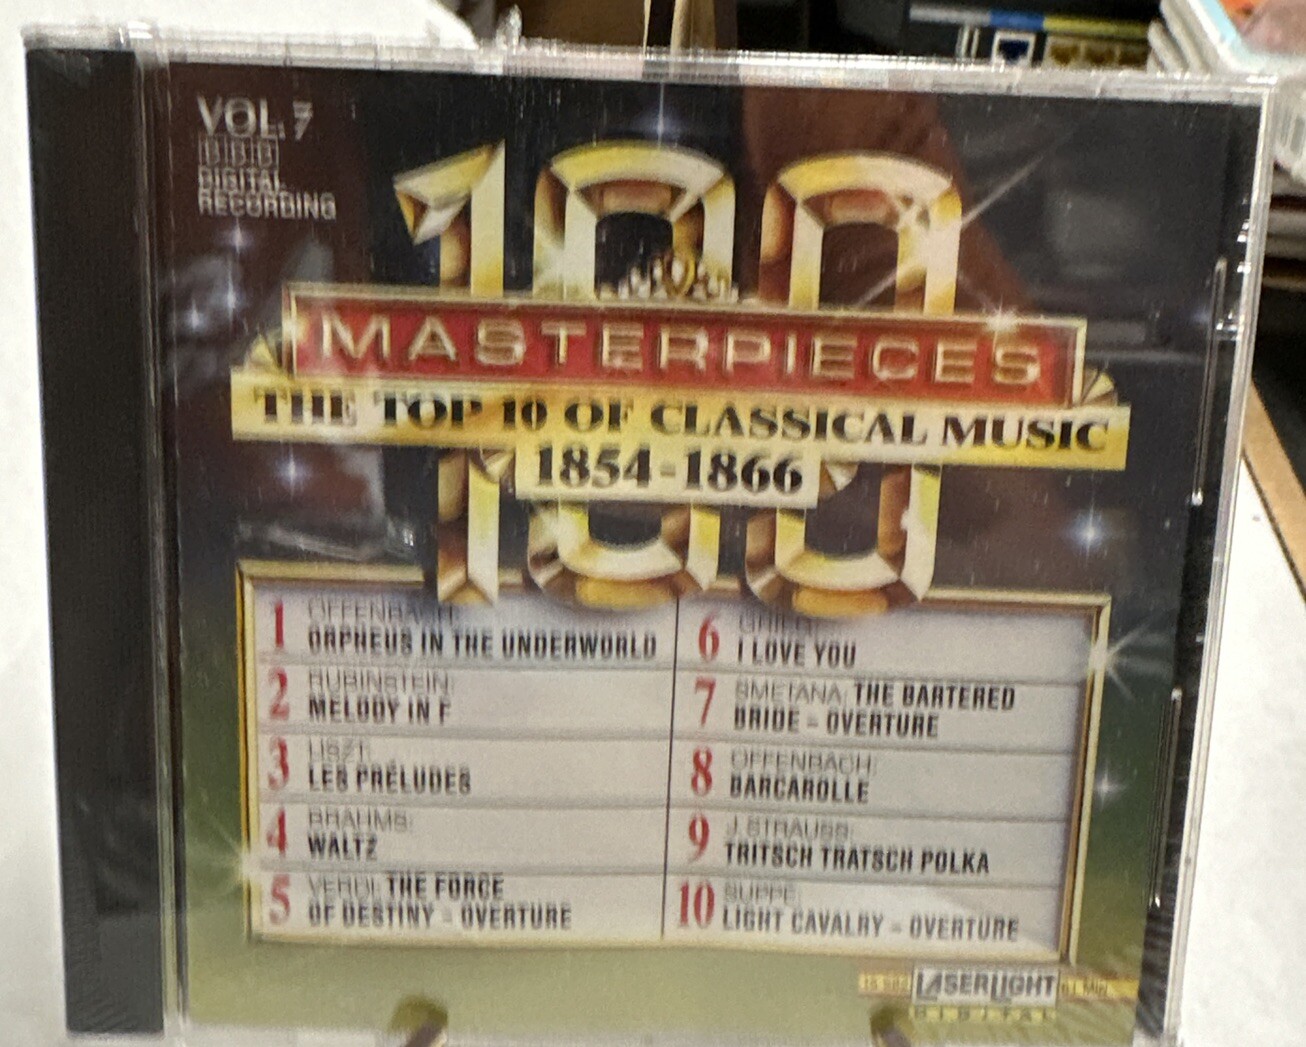 VOL. 7
DDD
DIGITAL
RECORDING
100
MASTERPIECES
THE TOP 10 OF CLASSICAL MUSIC
1854-1866
1 OFFENBACH:
ORPHEUS IN THE UNDERWORLD
2 RUBINSTEIN:
MELODY IN F
3 LISZT:
LES PRÉLUDES
4 BRAHMS:
WALTZ
5 VERDI: THE FORCE
OF DESTINY - OVERTURE
6 GRIEG:
I LOVE YOU
7 SMETANA: THE BARTERED
BRIDE - OVERTURE
8 OFFENBACH:
BARCAROLLE
9 J. STRAUSS:
TRITSCH TRATSCH POLKA
10 SUPPÉ:
LIGHT CAVALRY - OVERTURE
LASERLIGHT
DIGITAL